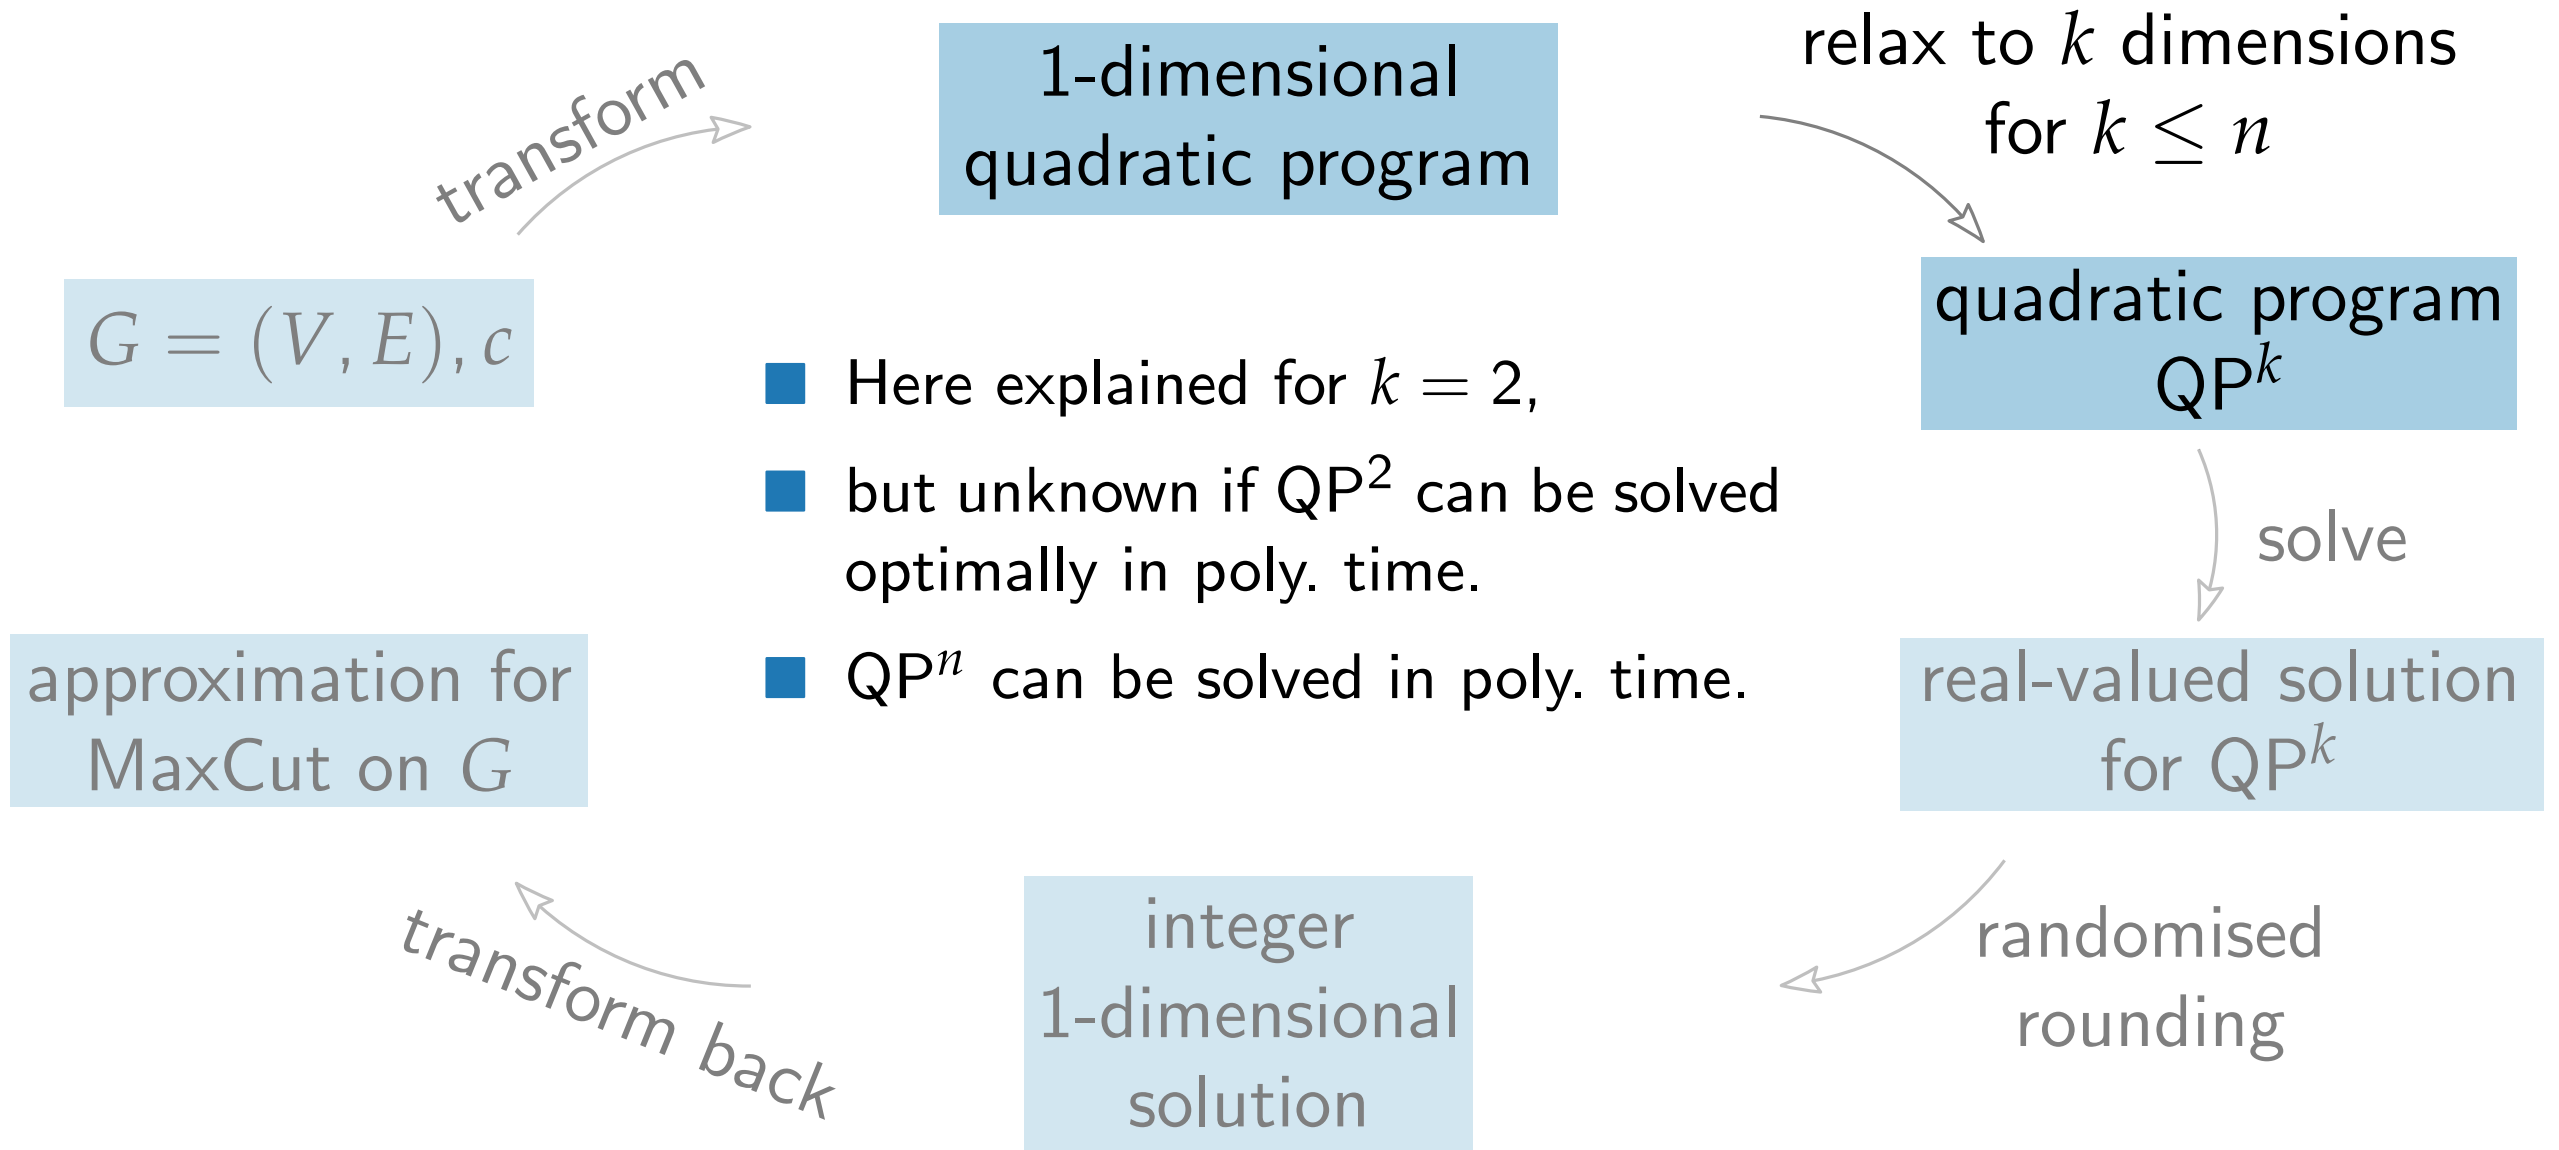 transform
1-dimensional
quadratic program
relax to k dimensions
for k ≤ n
G = (V, E), c
quadratic program
QP^k
■ Here explained for k = 2,
■ but unknown if QP² can be solved
optimally in poly. time.
■ QP^n can be solved in poly. time.
solve
approximation for
MaxCut on G
real-valued solution
for QP^k
transform back
integer
1-dimensional
solution
randomised
rounding